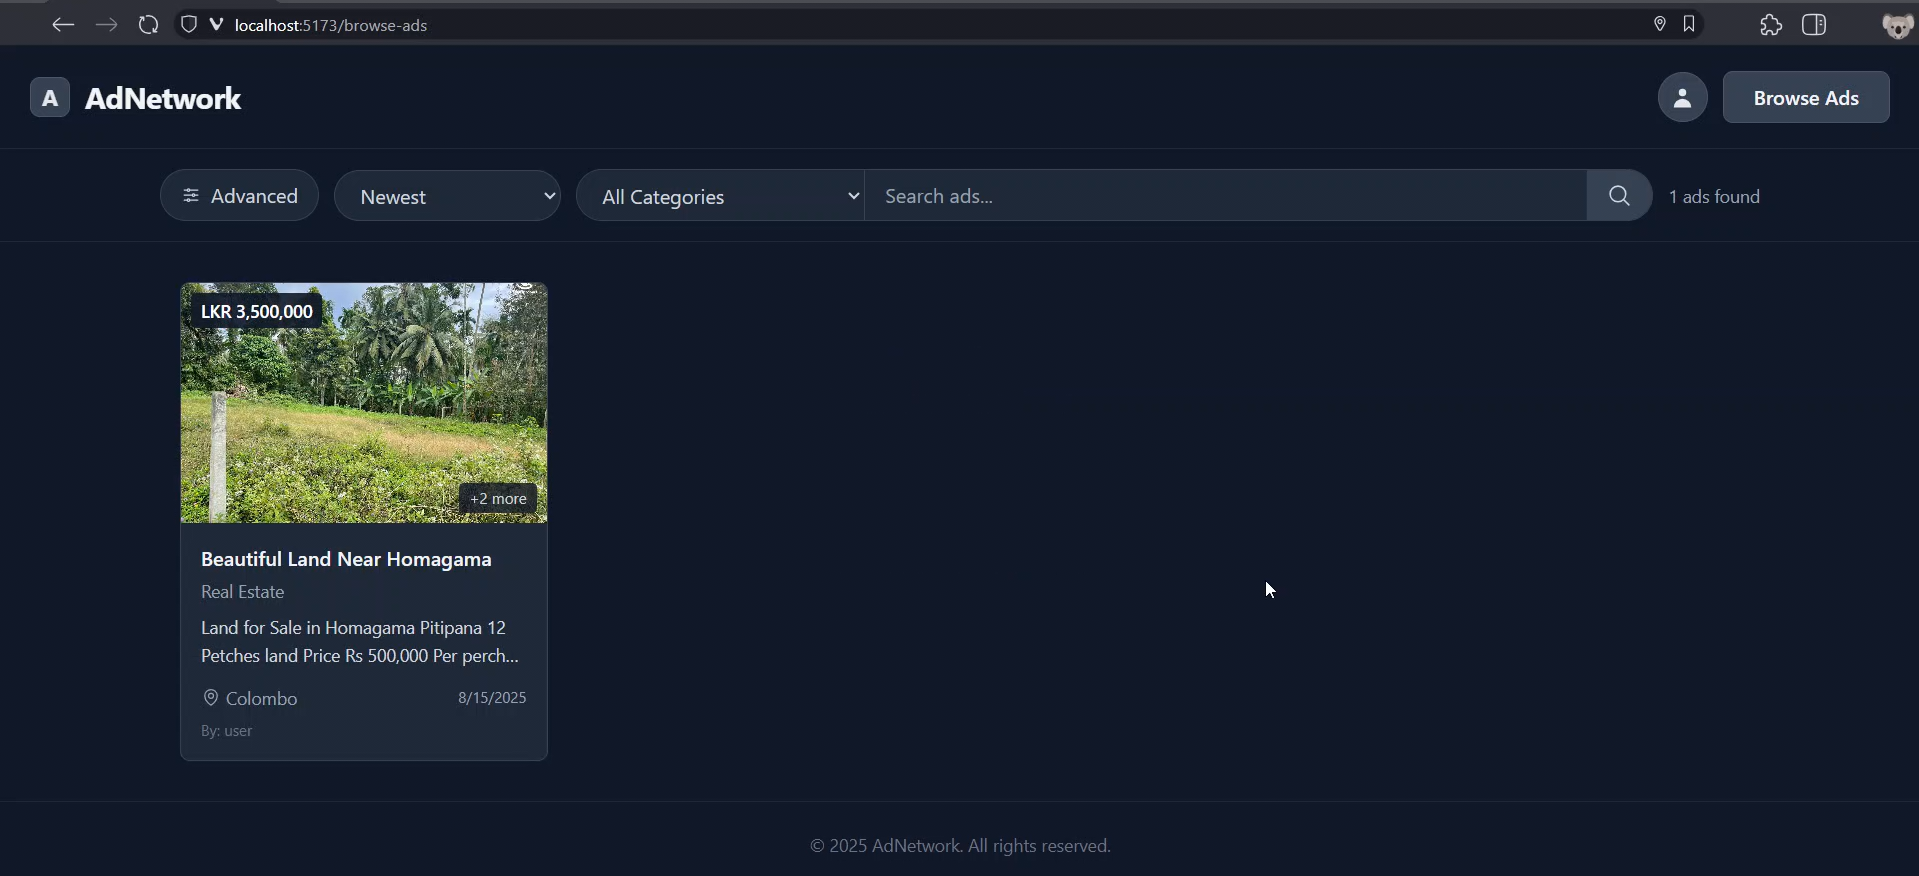 localhost:5173/browse-ads
A AdNetwork
Browse Ads
Advanced
Newest
All Categories
Search ads...
1 ads found
LKR 3,500,000
+2 more
Beautiful Land Near Homagama
Real Estate
Land for Sale in Homagama Pitipana 12
Petches land Price Rs 500,000 Per perch...
Colombo
8/15/2025
By: user
© 2025 AdNetwork. All rights reserved.